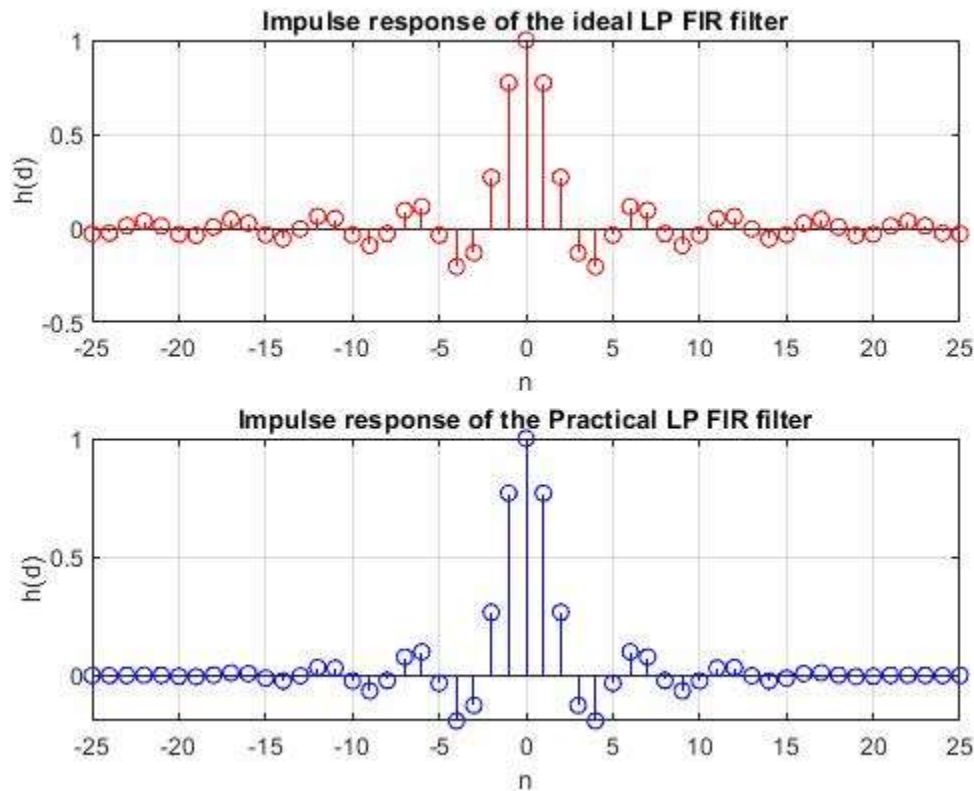 Impulse response of the ideal LP FIR filter
1
0.5
0
-0.5
h(d)
-25 -20 -15 -10 -5 0 5 10 15 20 25
n
Impulse response of the Practical LP FIR filter
1
0.5
0
h(d)
-25 -20 -15 -10 -5 0 5 10 15 20 25
n